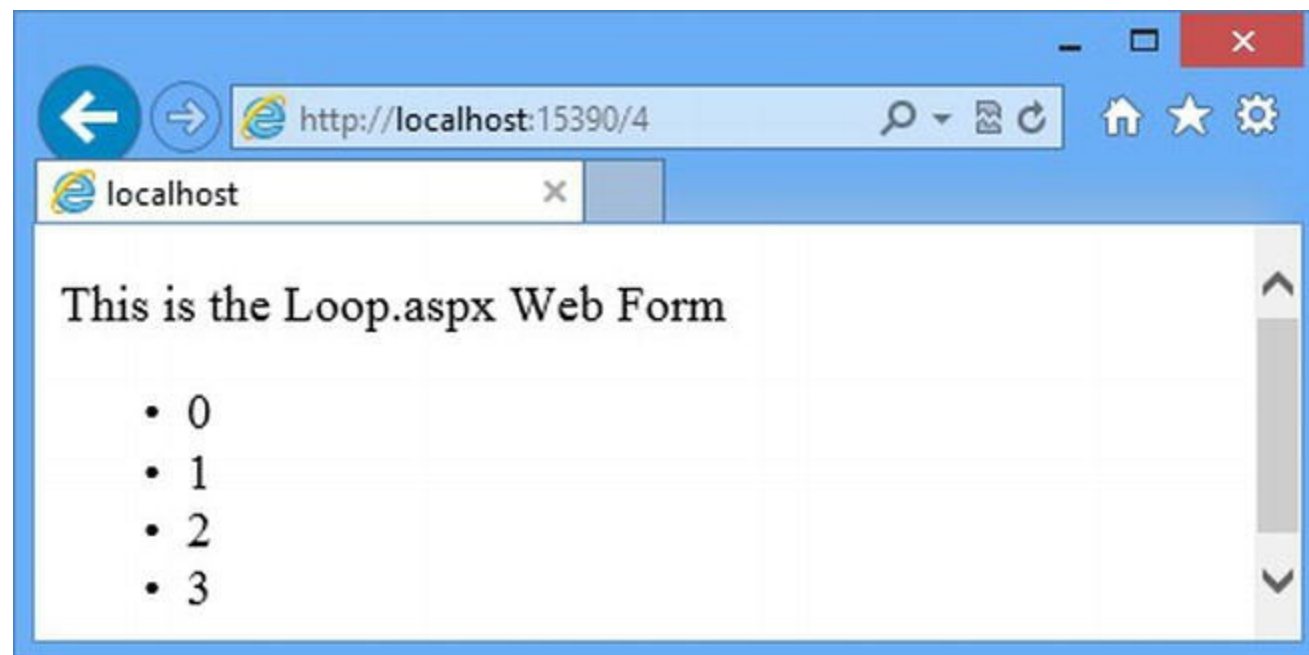 http://localhost:15390/4
localhost
This is the Loop.aspx Web Form
• 0
• 1
• 2
• 3